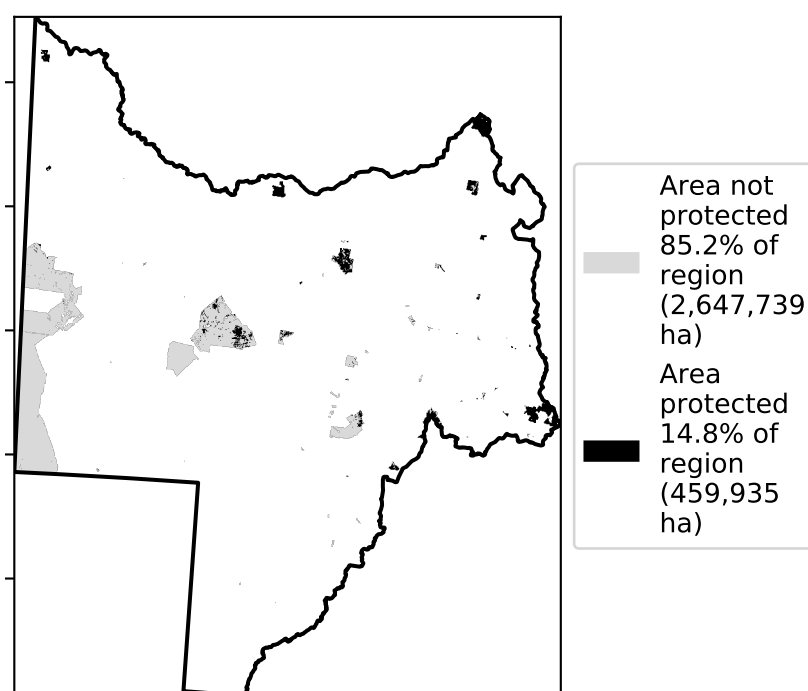 Area not
protected
85.2% of
region
(2,647,739
ha)
Area
protected
14.8% of
region
(459,935
ha)